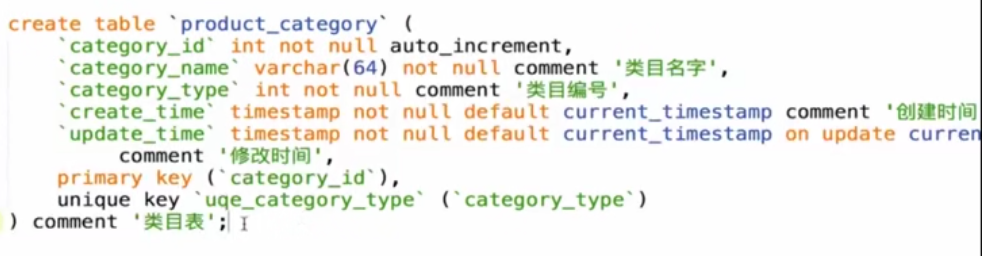 create table `product_category` (
`category_id` int not null auto_increment,
`category_name` varchar(64) not null comment '类目名字',
`category_type` int not null comment '类目编号',
`create_time` timestamp not null default current_timestamp comment '创建时间
`update_time` timestamp not null default current_timestamp on update curren
comment '修改时间',
primary key (`category_id`),
unique key `uqe_category_type` (`category_type`)
) comment '类目表';